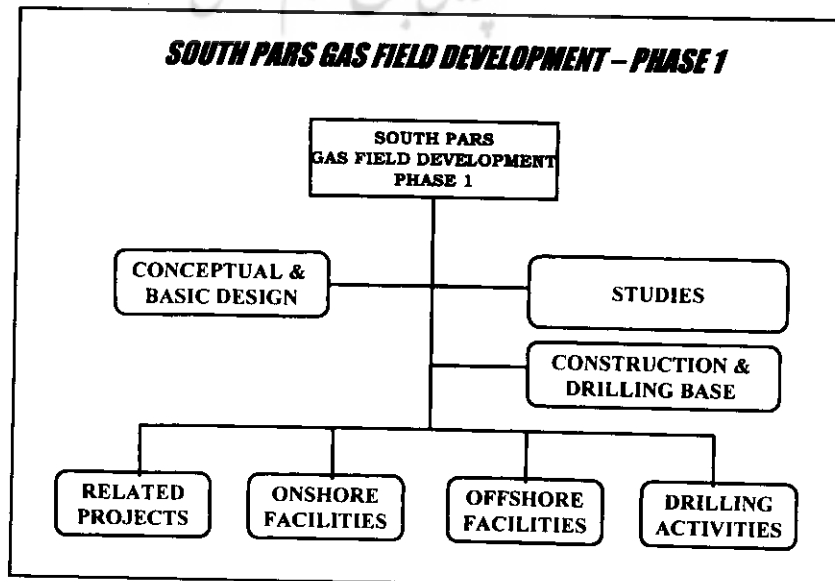 SOUTH PARS GAS FIELD DEVELOPMENT – PHASE 1
SOUTH PARS
GAS FIELD DEVELOPMENT
PHASE 1
CONCEPTUAL &
BASIC DESIGN
STUDIES
CONSTRUCTION &
DRILLING BASE
RELATED
PROJECTS
ONSHORE
FACILITIES
OFFSHORE
FACILITIES
DRILLING
ACTIVITIES